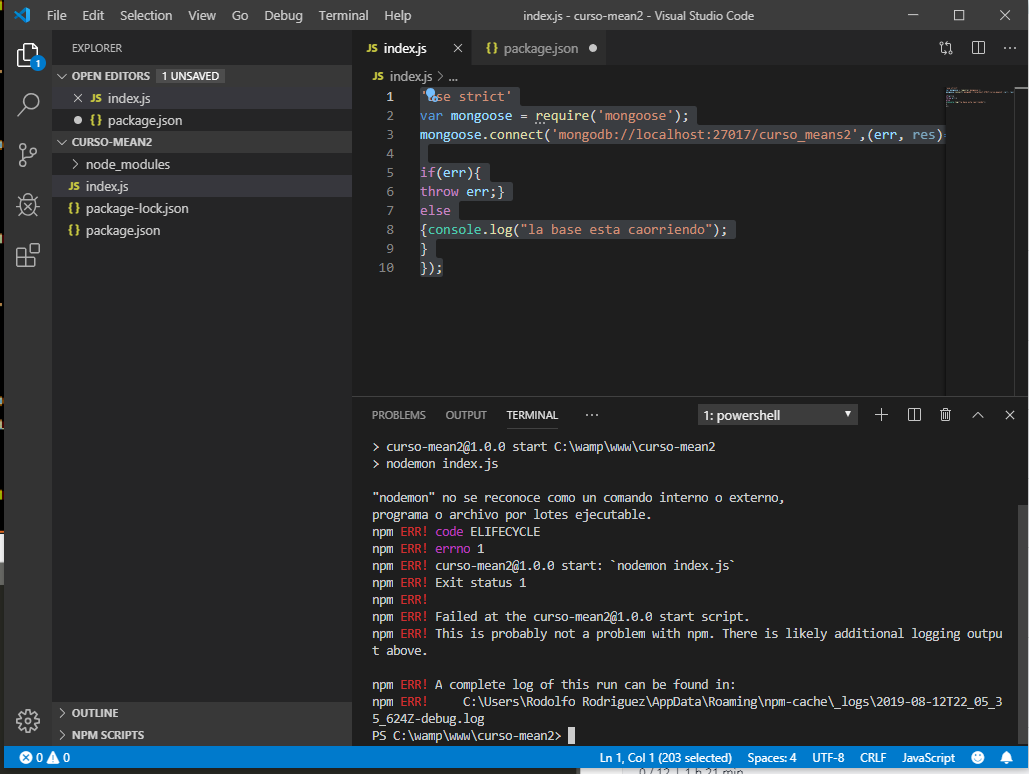 File Edit Selection View Go Debug Terminal Help index.js - curso-mean2 - Visual Studio Code
EXPLORER
OPEN EDITORS 1 UNSAVED
JS index.js
{} package.json
CURSO-MEAN2
node_modules
JS index.js
{} package-lock.json
{} package.json
OUTLINE
NPM SCRIPTS
1
JS index.js {} package.json
JS index.js > ...
1 'use strict'
2 var mongoose = require('mongoose');
3 mongoose.connect('mongodb://localhost:27017/curso_means2',(err, res)
4
5 if(err){
6 throw err;}
7 else
8 {console.log("la base esta caorriendo");
9 }
10 });
PROBLEMS OUTPUT TERMINAL ... 1: powershell
> curso-mean2@1.0.0 start C:\wamp\www\curso-mean2
> nodemon index.js
"nodemon" no se reconoce como un comando interno o externo,
programa o archivo por lotes ejecutable.
npm ERR! code ELIFECYCLE
npm ERR! errno 1
npm ERR! curso-mean2@1.0.0 start: `nodemon index.js`
npm ERR! Exit status 1
npm ERR!
npm ERR! Failed at the curso-mean2@1.0.0 start script.
npm ERR! This is probably not a problem with npm. There is likely additional logging outpu
t above.
npm ERR! A complete log of this run can be found in:
npm ERR!     C:\Users\Rodolfo Rodriguez\AppData\Roaming\npm-cache\_logs\2019-08-12T22_05_3
5_624Z-debug.log
PS C:\wamp\www\curso-mean2>
0 0 Ln 1, Col 1 (203 selected) Spaces: 4 UTF-8 CRLF JavaScript